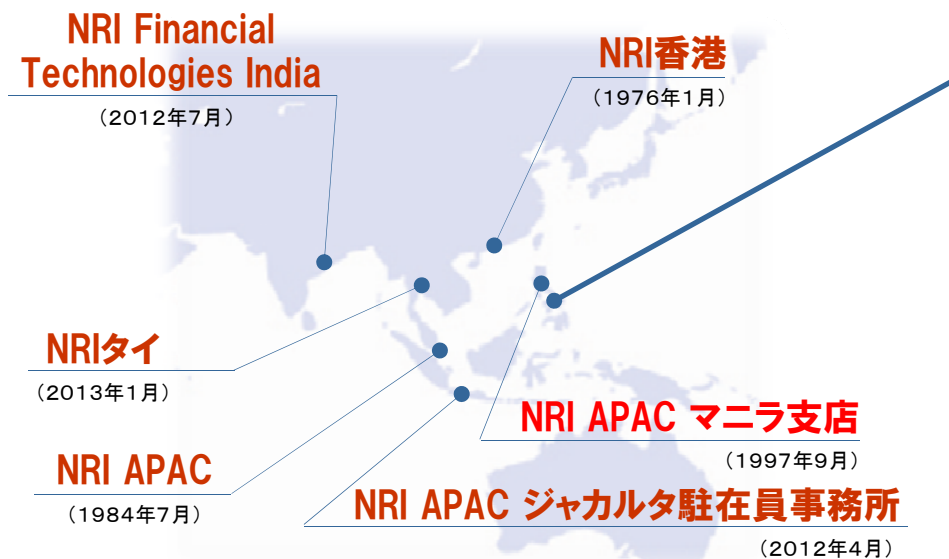 NRI Financial
Technologies India
（2012年7月）
NRI香港
（1976年1月）
NRIタイ
（2013年1月）
NRI APAC マニラ支店
（1997年9月）
NRI APAC
（1984年7月）
NRI APAC ジャカルタ駐在員事務所
（2012年4月）